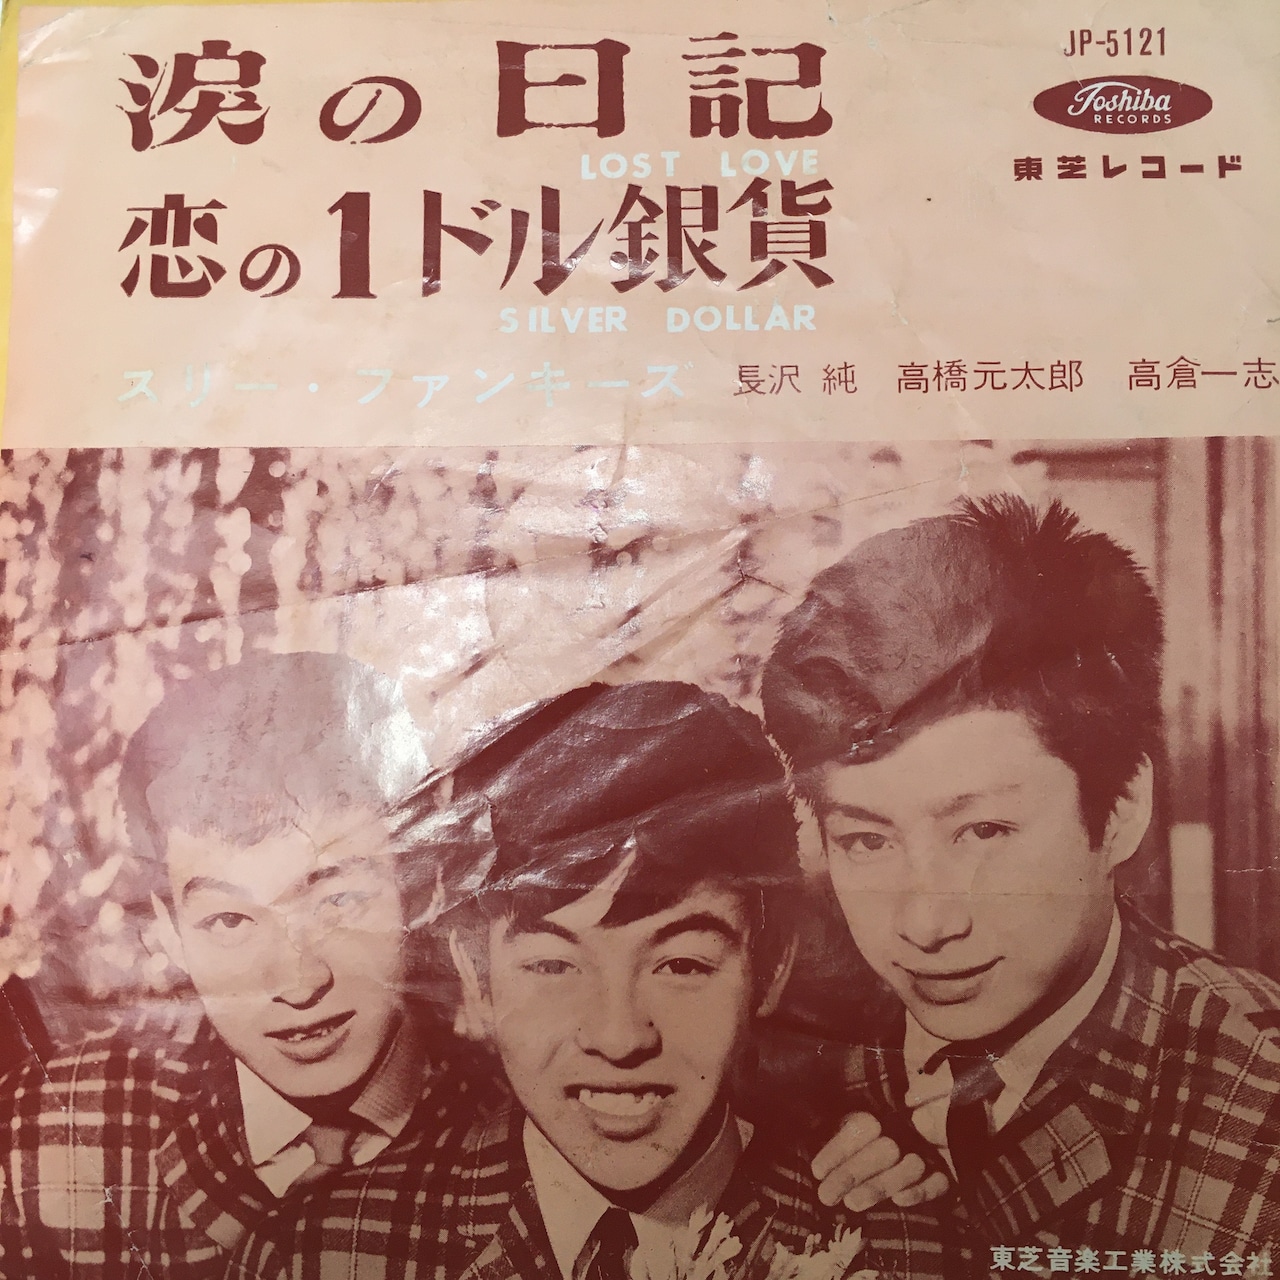 涙の日記
LOST LOVE
恋の1ドル銀貨
SILVER DOLLAR
スリー・ファンキーズ 長沢 純 高橋元太郎 高倉一志
JP-5121
Toshiba
RECORDS
東芝レコード
東芝音楽工業株式会社